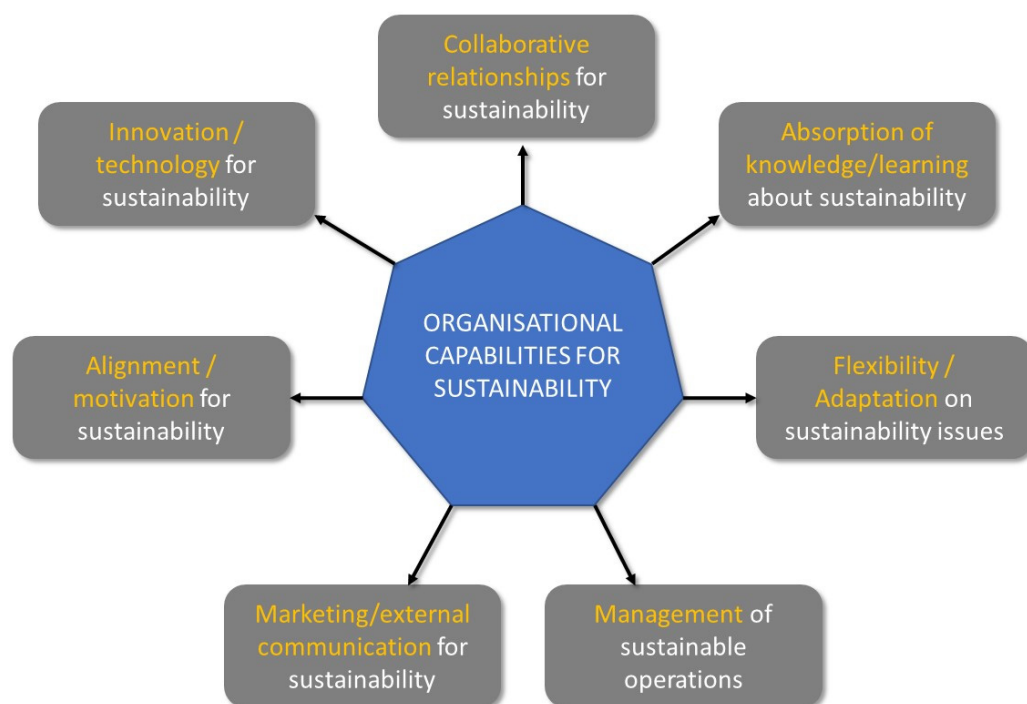 Collaborative
relationships for
sustainability
Innovation /
technology for
sustainability
Absorption of
knowledge/learning
about sustainability
ORGANISATIONAL
CAPABILITIES FOR
SUSTAINABILITY
Alignment /
motivation for
sustainability
Flexibility /
Adaptation on
sustainability issues
Marketing/external
communication for
sustainability
Management of
sustainable
operations